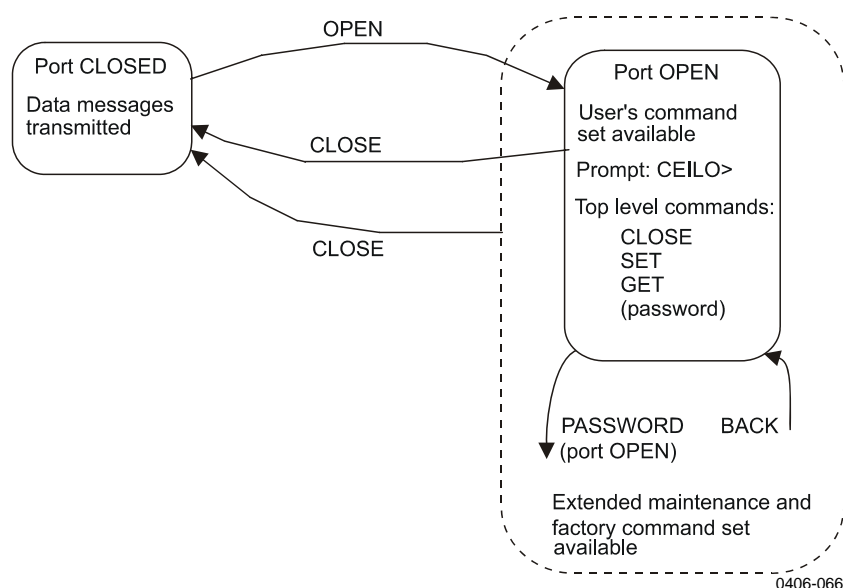 OPEN
Port CLOSED
Data messages
transmitted
CLOSE
CLOSE
Port OPEN
User's command
set available
Prompt: CEILO>
Top level commands:
CLOSE
SET
GET
(password)
PASSWORD
(port OPEN)
BACK
Extended maintenance and
factory command set
available
0406-066